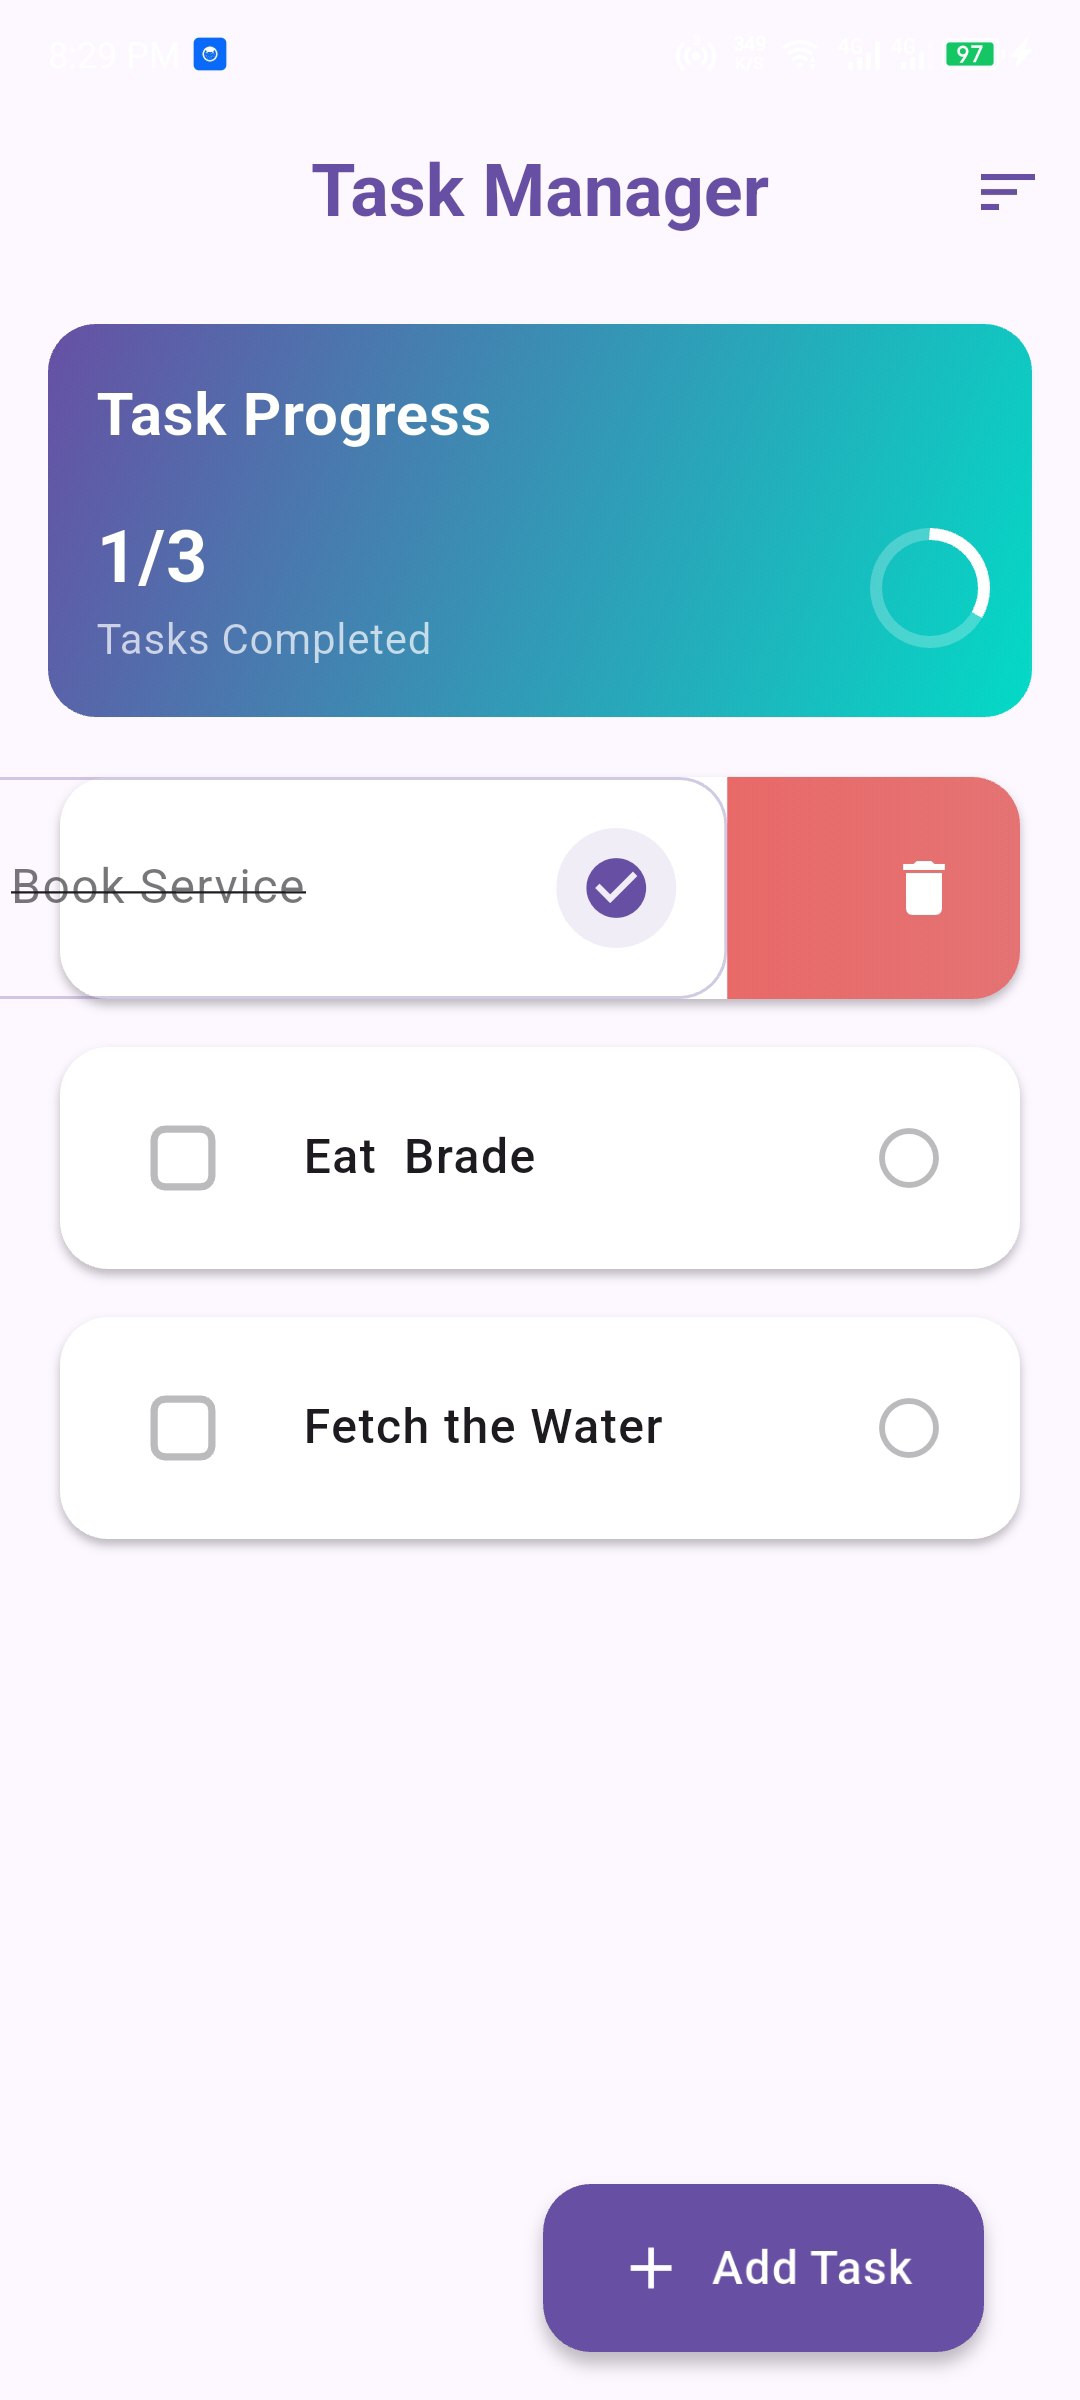 8:29 PM
97
Task Manager
Task Progress
1/3
Tasks Completed
Book Service
Eat  Brade
Fetch the Water
Add Task